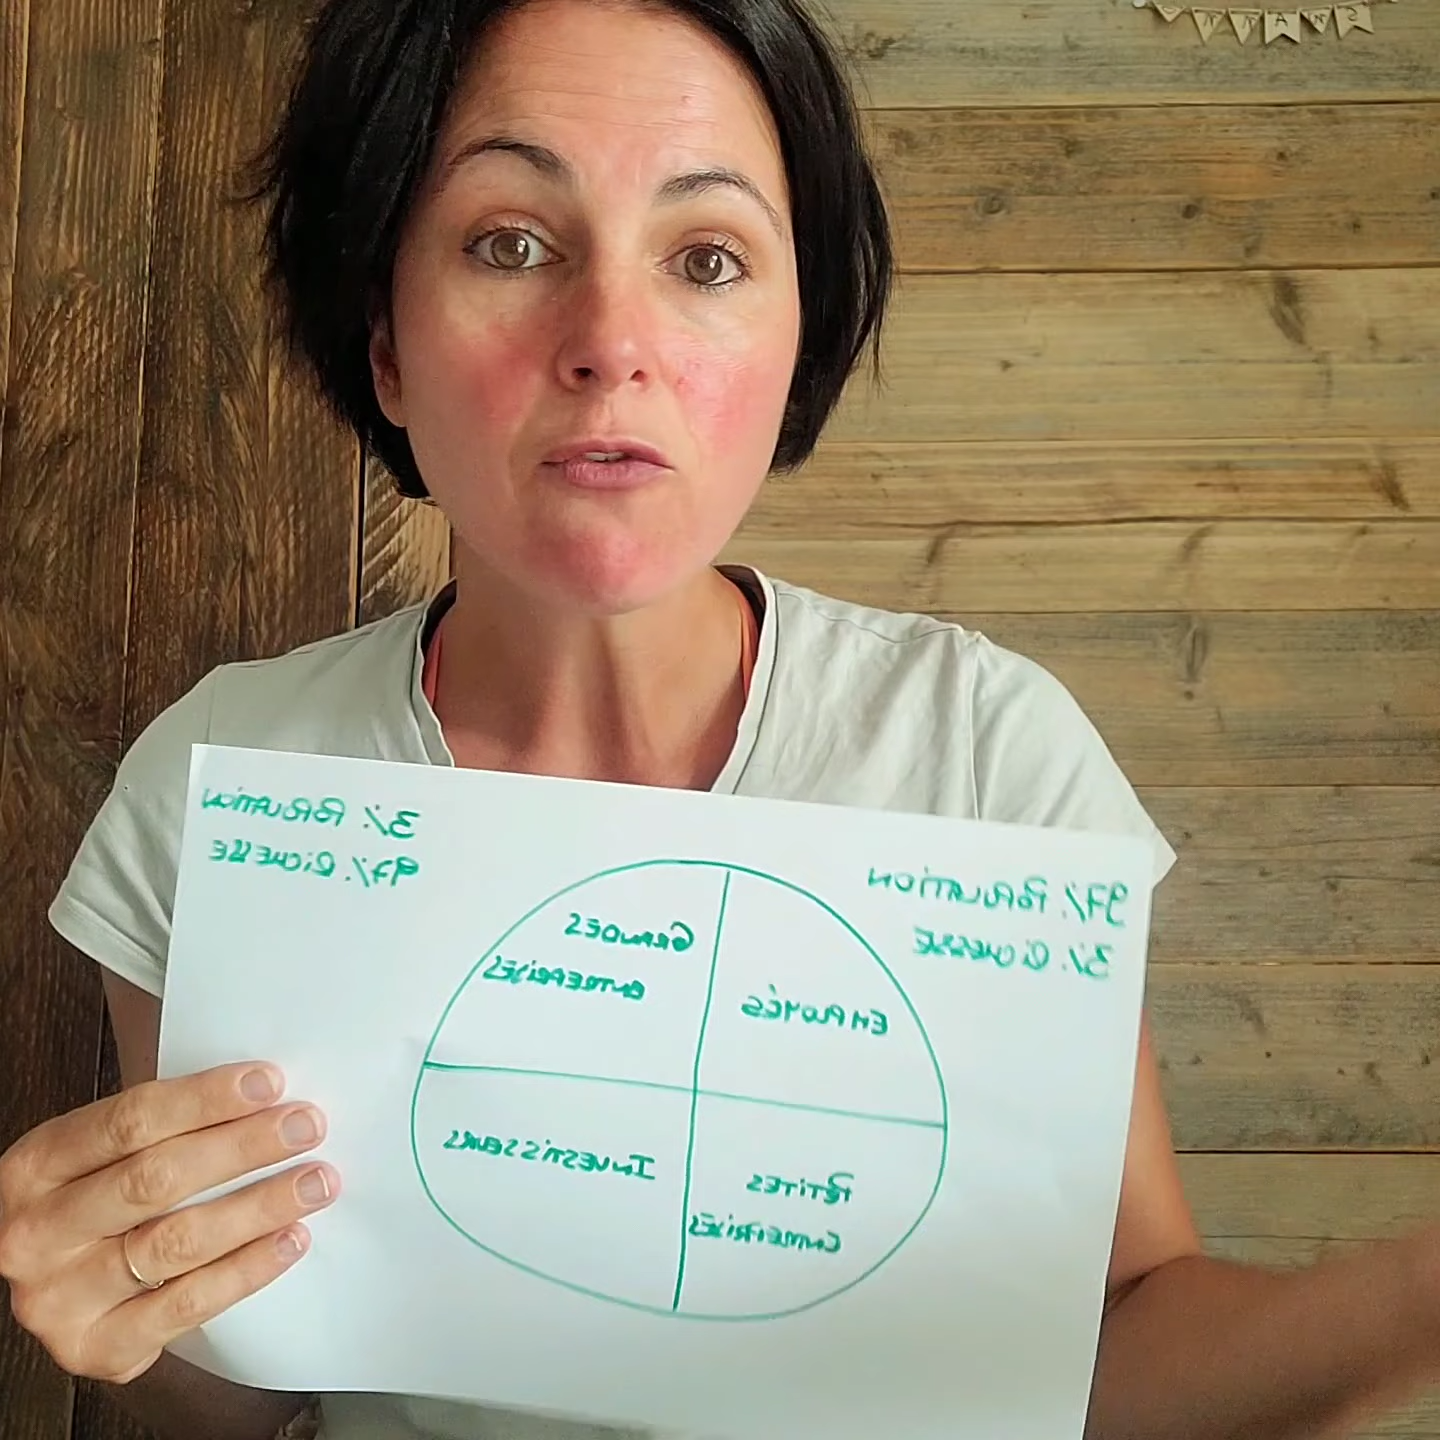 97% POPULATION
3% RICHESSE
3% POPULATION
97% RICHESSE
EMPLOYÉS
GRANDES
ENTREPRISES
PETITES
ENTREPRISES
INVESTISSEURS